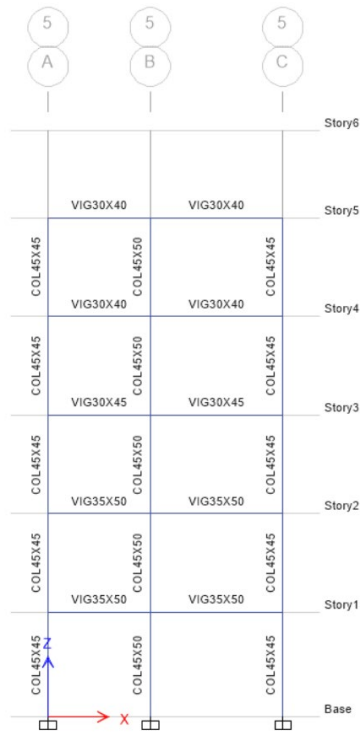 5 5 5
A B C
Story6
VIG30X40 VIG30X40 Story5
COL45X45 COL45X50 COL45X45
VIG30X40 VIG30X40 Story4
COL45X45 COL45X50 COL45X45
VIG30X45 VIG30X45 Story3
COL45X45 COL45X50 COL45X45
VIG35X50 VIG35X50 Story2
COL45X45 COL45X50 COL45X45
VIG35X50 VIG35X50 Story1
COL45X45 COL45X50 COL45X45
Z
Base
X